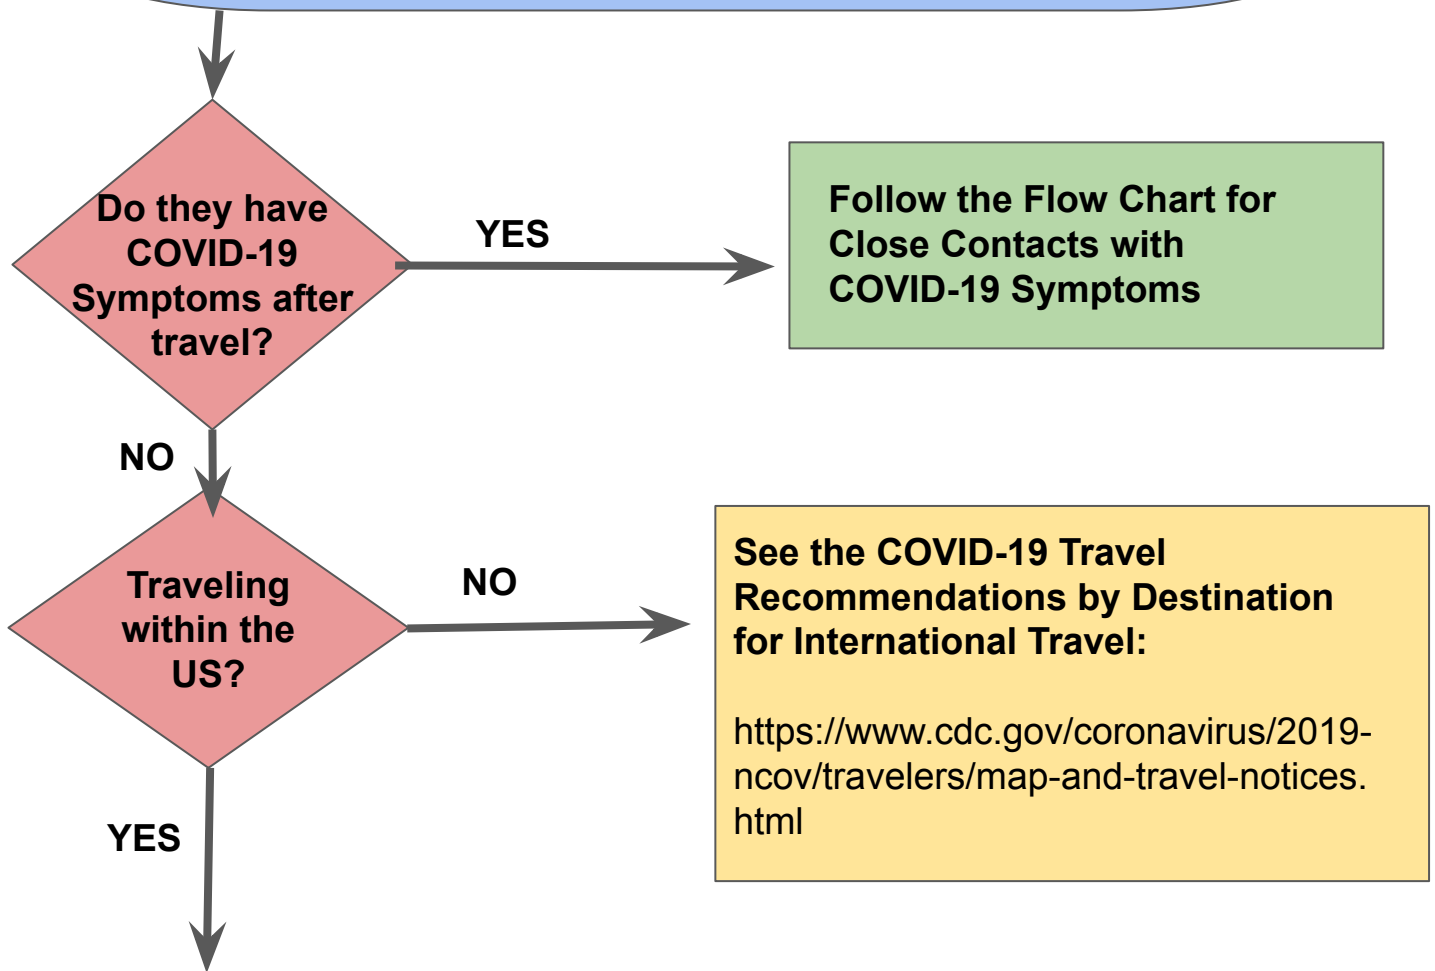 Do they have
COVID-19
Symptoms after
travel?
YES
Follow the Flow Chart for
Close Contacts with
COVID-19 Symptoms
NO
Traveling
within the
US?
NO
See the COVID-19 Travel
Recommendations by Destination
for International Travel:
https://www.cdc.gov/coronavirus/2019-
ncov/travelers/map-and-travel-notices.
html
YES